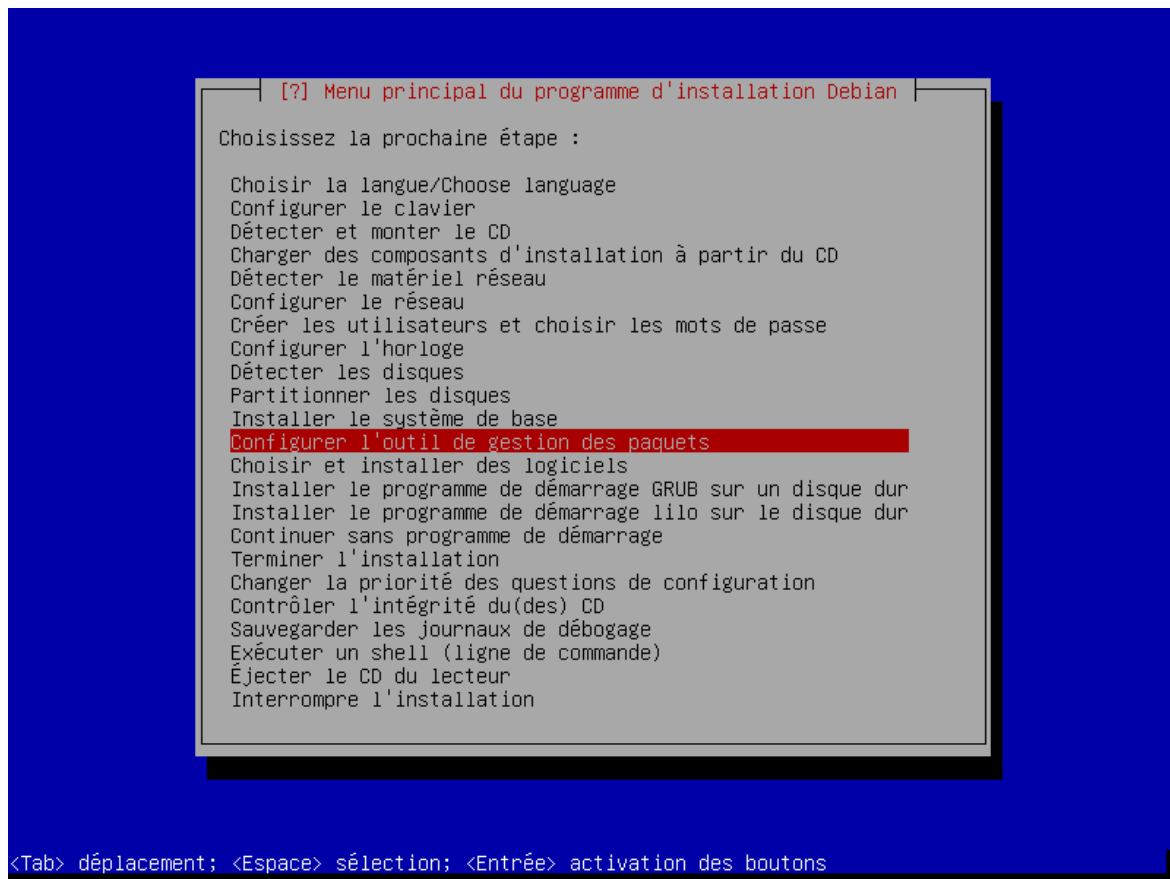 [?] Menu principal du programme d'installation Debian
Choisissez la prochaine étape :
Choisir la langue/Choose language
Configurer le clavier
Détecter et monter le CD
Charger des composants d'installation à partir du CD
Détecter le matériel réseau
Configurer le réseau
Créer les utilisateurs et choisir les mots de passe
Configurer l'horloge
Détecter les disques
Partitionner les disques
Installer le système de base
Configurer l'outil de gestion des paquets
Choisir et installer des logiciels
Installer le programme de démarrage GRUB sur un disque dur
Installer le programme de démarrage lilo sur le disque dur
Continuer sans programme de démarrage
Terminer l'installation
Changer la priorité des questions de configuration
Contrôler l'intégrité du(des) CD
Sauvegarder les journaux de débogage
Exécuter un shell (ligne de commande)
Éjecter le CD du lecteur
Interrompre l'installation
<Tab> déplacement; <Espace> sélection; <Entrée> activation des boutons